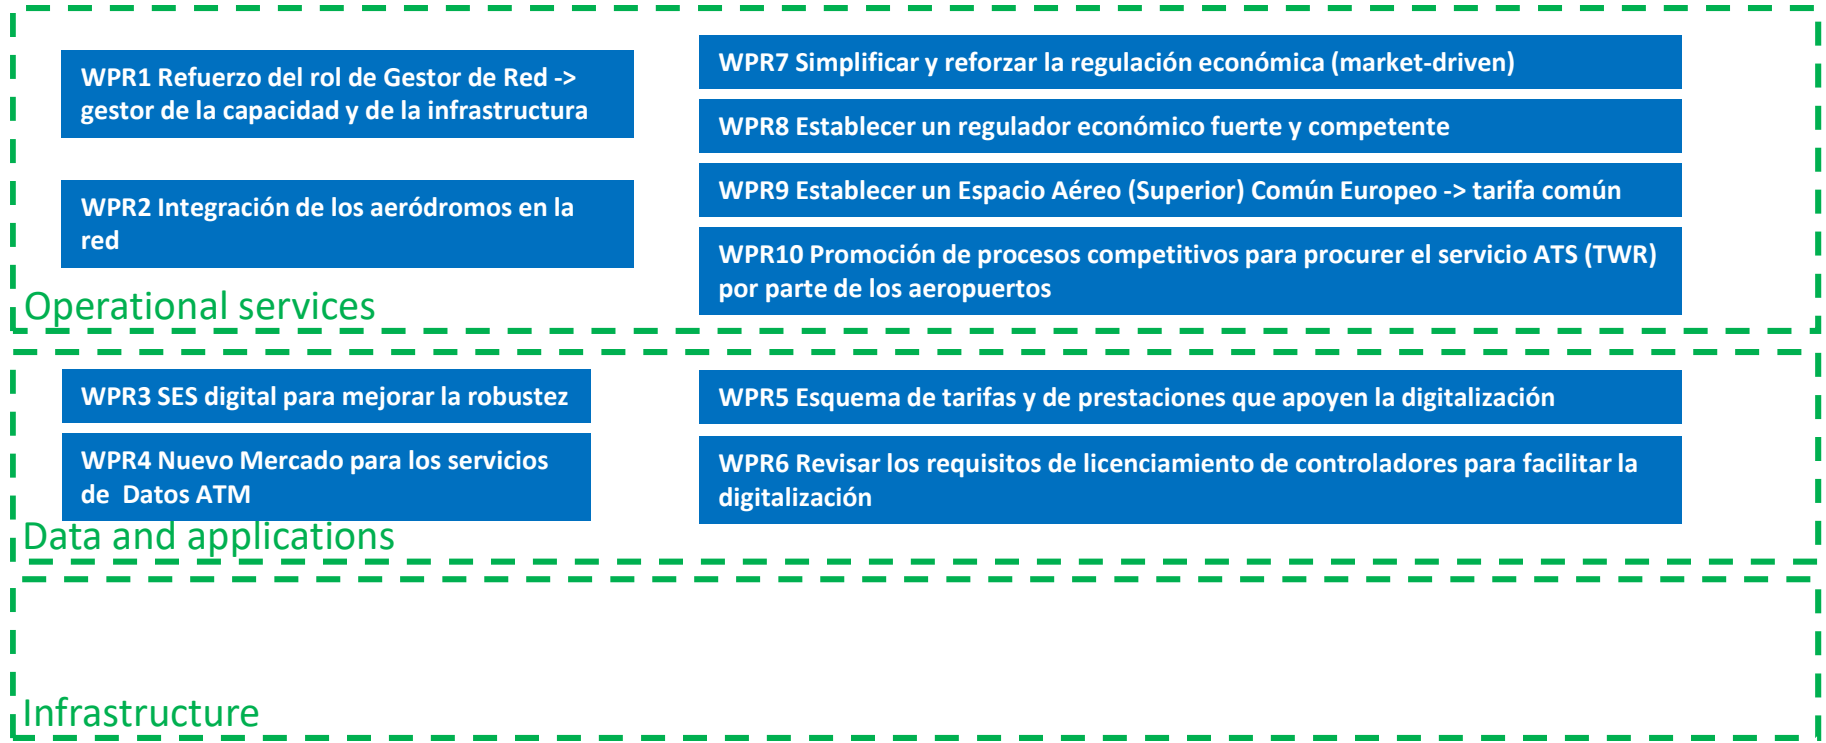 WPR1 Refuerzo del rol de Gestor de Red ->
gestor de la capacidad y de la infrastructura
WPR2 Integración de los aeródromos en la
red
WPR7 Simplificar y reforzar la regulación económica (market-driven)
WPR8 Establecer un regulador económico fuerte y competente
WPR9 Establecer un Espacio Aéreo (Superior) Común Europeo -> tarifa común
WPR10 Promoción de procesos competitivos para procurer el servicio ATS (TWR)
por parte de los aeropuertos
Operational services
WPR3 SES digital para mejorar la robustez
WPR4 Nuevo Mercado para los servicios
de Datos ATM
WPR5 Esquema de tarifas y de prestaciones que apoyen la digitalización
WPR6 Revisar los requisitos de licenciamiento de controladores para facilitar la
digitalización
Data and applications
Infrastructure